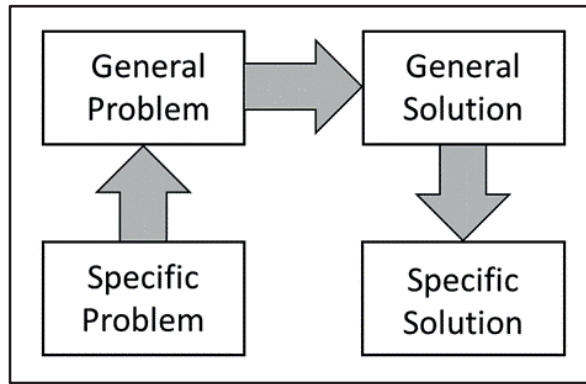 General
Problem
General
Solution
Specific
Problem
Specific
Solution